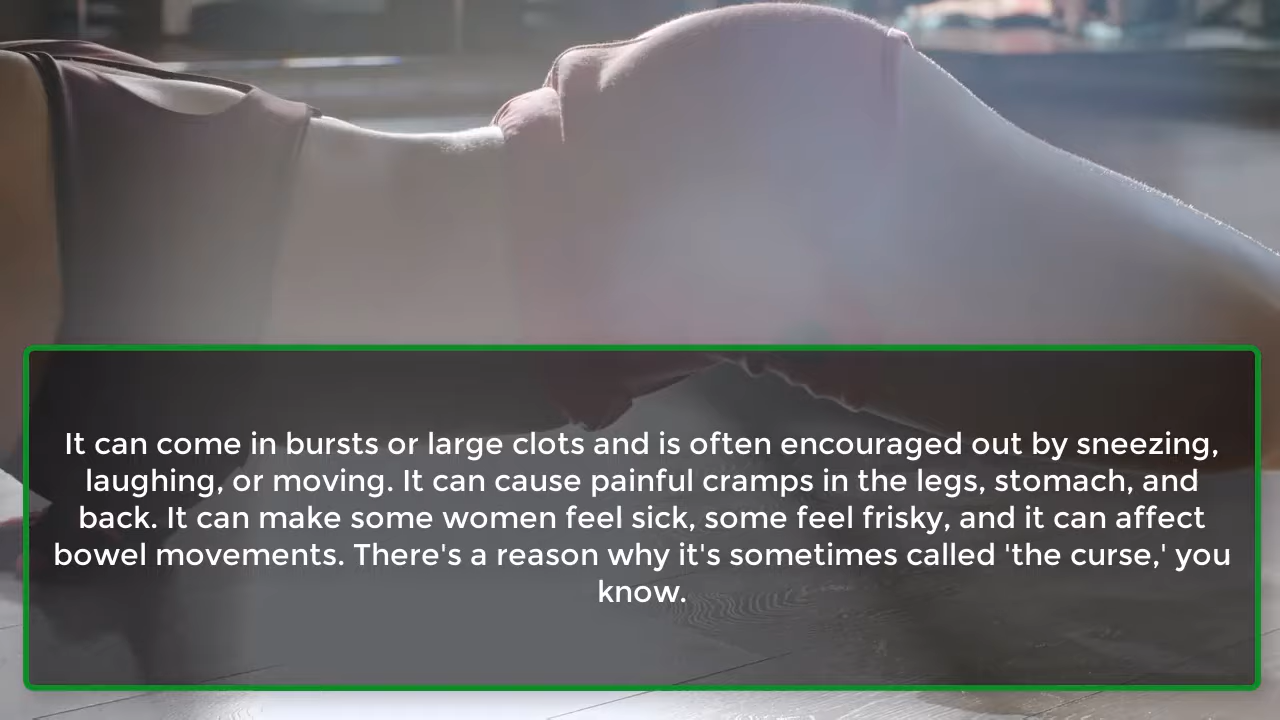 It can come in bursts or large clots and is often encouraged out by sneezing,
laughing, or moving. It can cause painful cramps in the legs, stomach, and
back. It can make some women feel sick, some feel frisky, and it can affect
bowel movements. There's a reason why it's sometimes called 'the curse,' you
know.